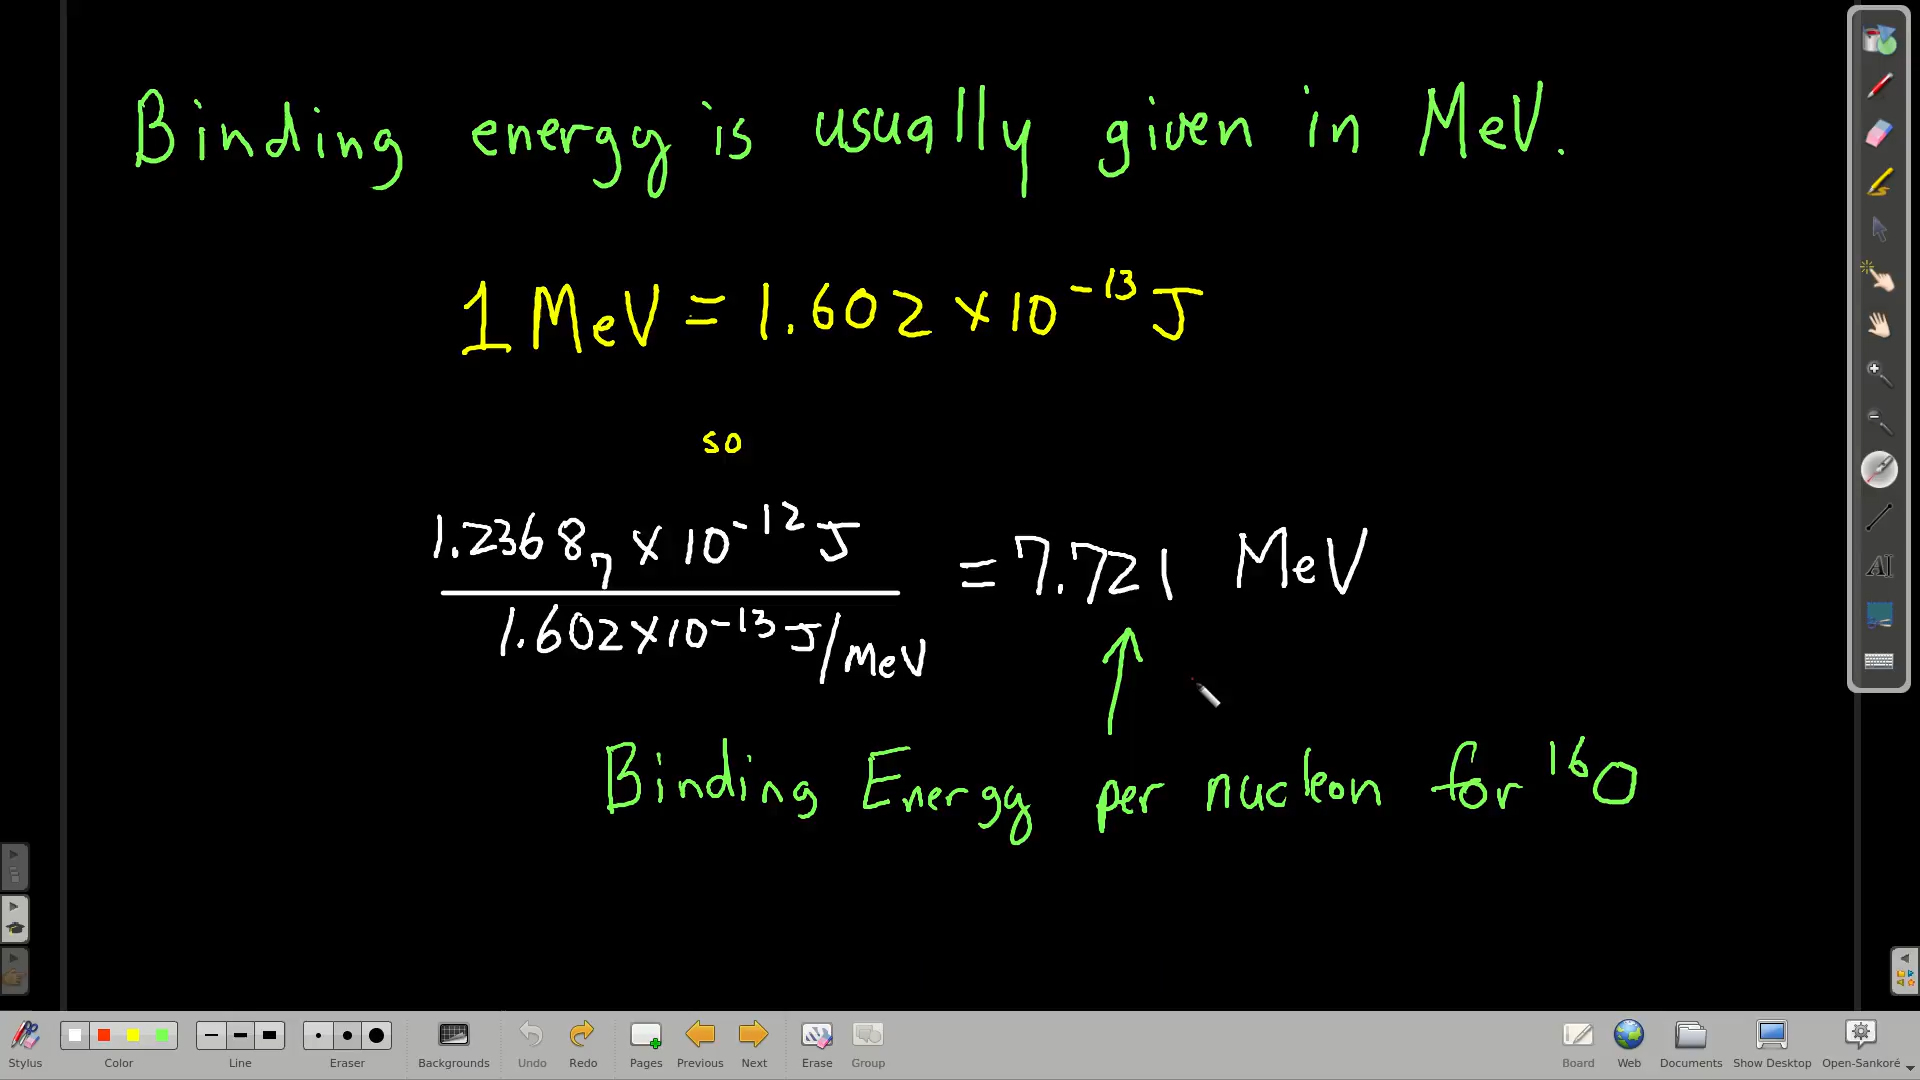 Binding energy is usually given in MeV.
1 MeV = 1.602 × 10⁻¹³ J
so
1.2368₇ × 10⁻¹² J
= 7.721 MeV
1.602 × 10⁻¹³ J/MeV
Binding Energy per nucleon for ¹⁶O
AI
Stylus Color Line Eraser Backgrounds Undo Redo Pages Previous Next Erase Group Board Web Documents Show Desktop Open-Sankoré